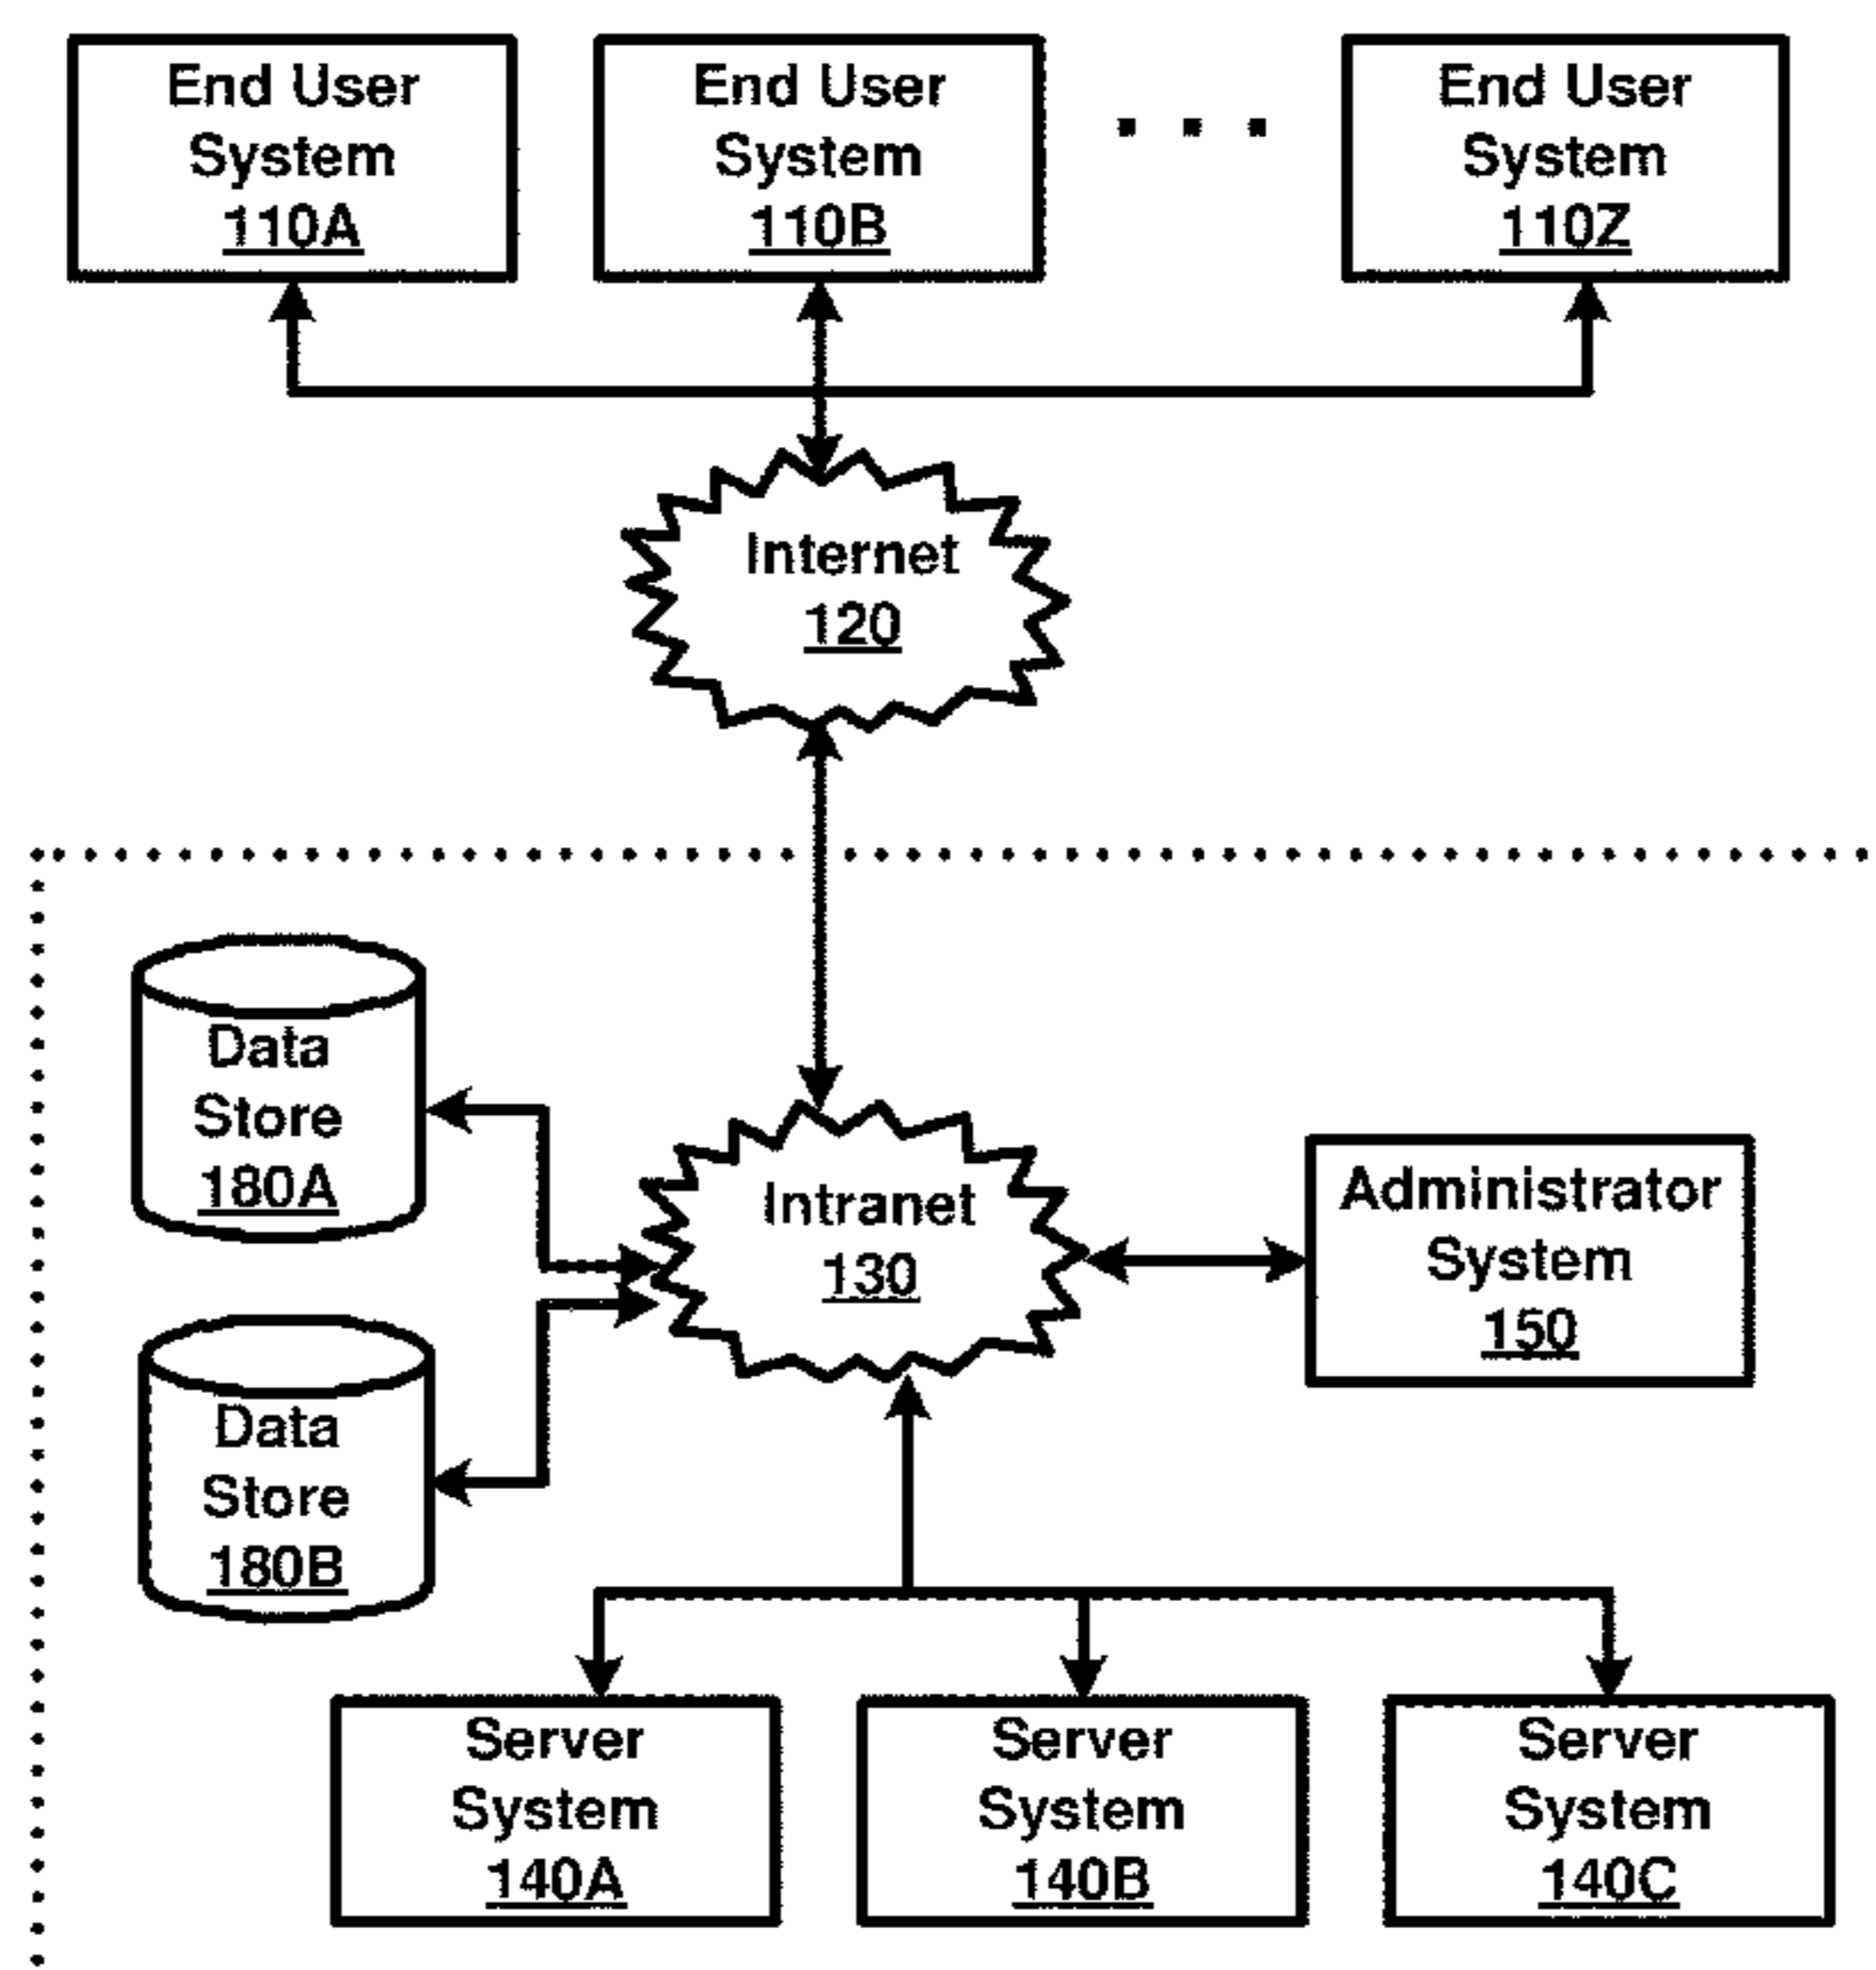 End User
System
110A
End User
System
110B
. . .
End User
System
110Z
Internet
120
Data
Store
180A
Intranet
130
Administrator
System
150
Data
Store
180B
Server
System
140A
Server
System
140B
Server
System
140C